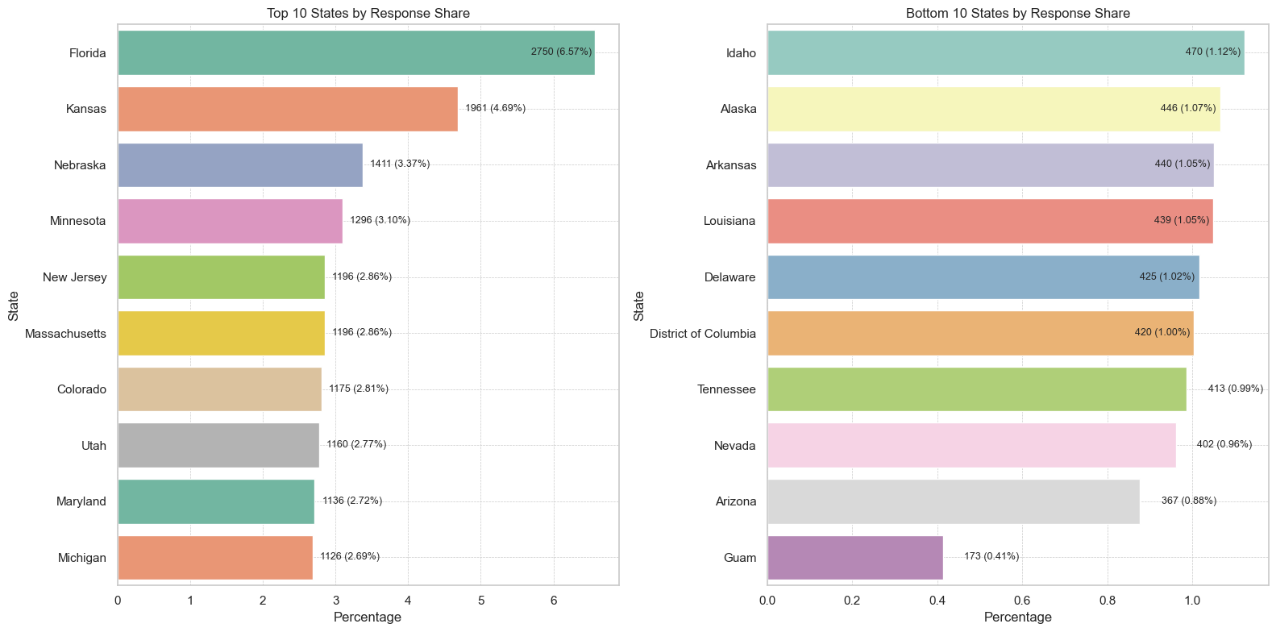 Top 10 States by Response Share
Florida
2750 (6.57%)
Kansas
1961 (4.69%)
Nebraska
1411 (3.37%)
Minnesota
1296 (3.10%)
New Jersey
1196 (2.86%)
Massachusetts
1196 (2.86%)
Colorado
1175 (2.81%)
Utah
1160 (2.77%)
Maryland
1136 (2.72%)
Michigan
1126 (2.69%)
State
0 1 2 3 4 5 6
Percentage
Bottom 10 States by Response Share
Idaho
470 (1.12%)
Alaska
446 (1.07%)
Arkansas
440 (1.05%)
Louisiana
439 (1.05%)
Delaware
425 (1.02%)
District of Columbia
420 (1.00%)
Tennessee
413 (0.99%)
Nevada
402 (0.96%)
Arizona
367 (0.88%)
Guam
173 (0.41%)
State
0.0 0.2 0.4 0.6 0.8 1.0
Percentage